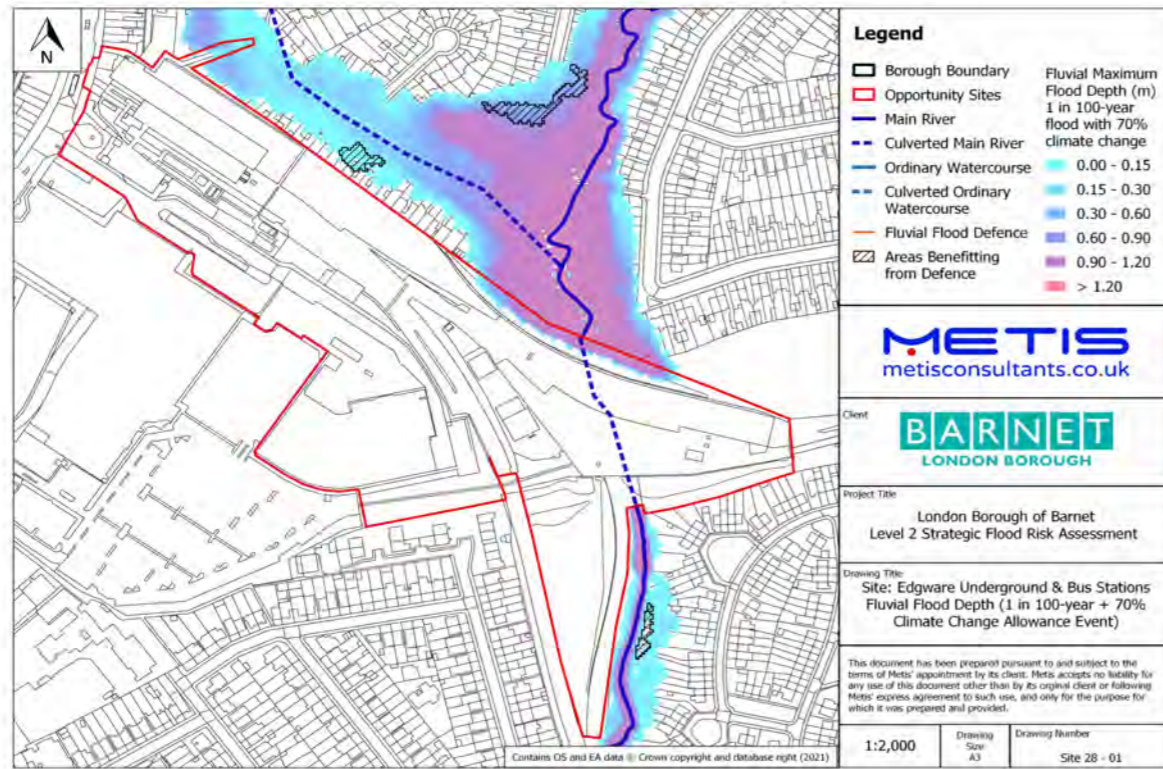 N
Legend
Borough Boundary
Opportunity Sites
Main River
Culverted Main River
Ordinary Watercourse
Culverted Ordinary
Watercourse
Fluvial Flood Defence
Areas Benefitting
from Defence
Fluvial Maximum
Flood Depth (m)
1 in 100-year
flood with 70%
climate change
0.00 - 0.15
0.15 - 0.30
0.30 - 0.60
0.60 - 0.90
0.90 - 1.20
> 1.20
METIS
metisconsultants.co.uk
Client
BARNET
LONDON BOROUGH
Project Title
London Borough of Barnet
Level 2 Strategic Flood Risk Assessment
Drawing Title
Site: Edgware Underground & Bus Stations
Fluvial Flood Depth (1 in 100-year + 70%
Climate Change Allowance Event)
This document has been prepared pursuant to and subject to the
terms of Metis' appointment by its client. Metis accepts no liability for
any use of this document other than by its orginal client or following
Metis' express agreement to such use, and only for the purpose for
which it was prepared and provided.
1:2,000
Drawing
Size
A3
Drawing Number
Site 28 - 01
Contains OS and EA data © Crown copyright and database right (2021)